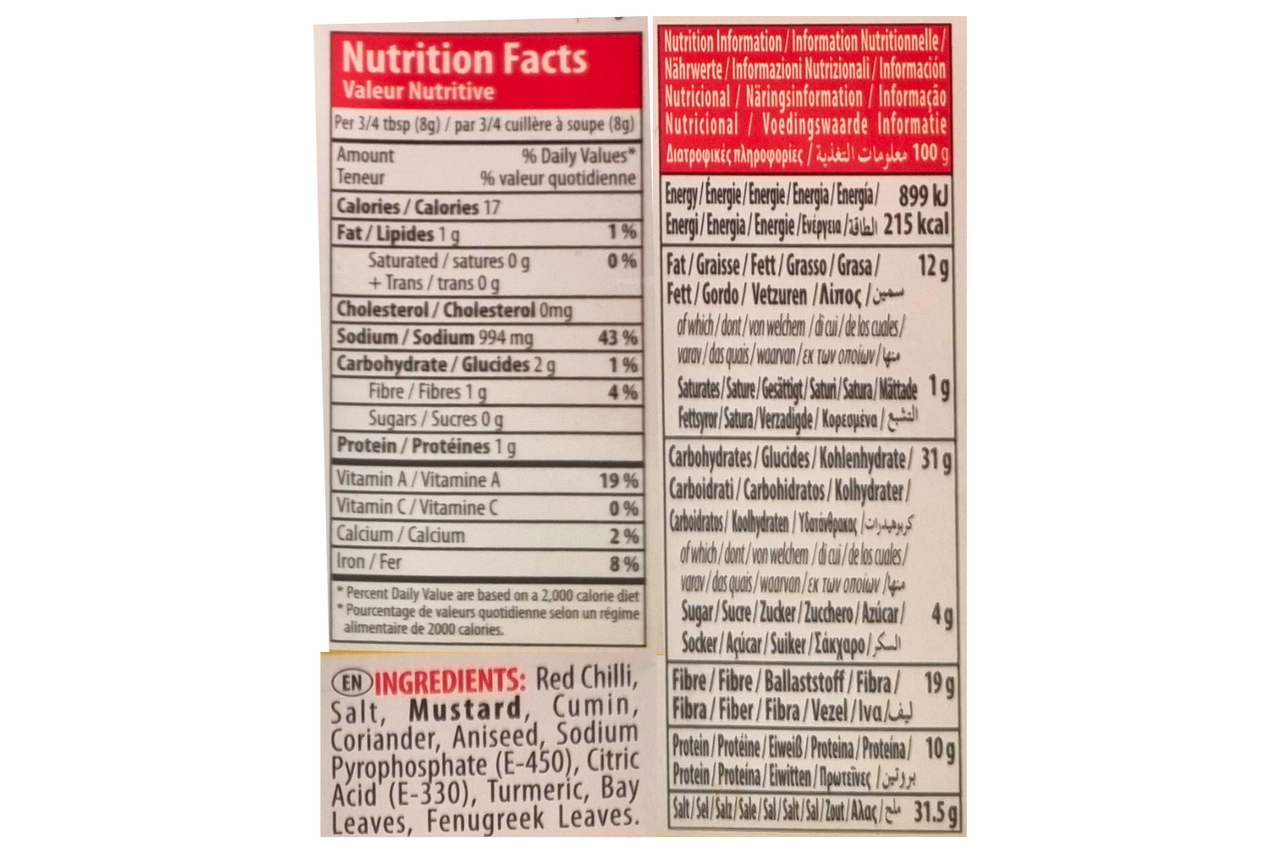 Nutrition Facts
Valeur Nutritive
Per 3/4 tbsp (8g) / par 3/4 cuillère à soupe (8g)
Amount % Daily Values*
Teneur % valeur quotidienne
Calories / Calories 17
Fat / Lipides 1 g 1 %
Saturated / satures 0 g 0 %
+ Trans / trans 0 g
Cholesterol / Cholesterol 0mg
Sodium / Sodium 994 mg 43 %
Carbohydrate / Glucides 2 g 1 %
Fibre / Fibres 1 g 4 %
Sugars / Sucres 0 g
Protein / Protéines 1 g
Vitamin A / Vitamine A 19 %
Vitamin C / Vitamine C 0 %
Calcium / Calcium 2 %
Iron / Fer 8 %
* Percent Daily Value are based on a 2,000 calorie diet
* Pourcentage de valeurs quotidienne selon un régime
alimentaire de 2000 calories.
EN INGREDIENTS: Red Chilli,
Salt, Mustard, Cumin,
Coriander, Aniseed, Sodium
Pyrophosphate (E-450), Citric
Acid (E-330), Turmeric, Bay
Leaves, Fenugreek Leaves.
Nutrition Information / Information Nutritionnelle /
Nährwerte / Informazioni Nutrizionali / Información
Nutricional / Näringsinformation / Informação
Nutricional / Voedingswaarde Informatie
Διατροφικές πληροφορίες / معلومات التغذية 100 g
Energy / Énergie / Energie / Energia / Energía / 899 kJ
Energi / Energia / Energie / Ενέργεια / الطاقة 215 kcal
Fat / Graisse / Fett / Grasso / Grasa / 12 g
Fett / Gordo / Vetzuren / Λίπος / سمين
of which / dont / von welchem / di cui / de los cuales /
varav / das quais / waarvan / εκ των οποίων / منها
Saturates / Sature / Gesättigt / Saturi / Satura / Mättade 1 g
Fettsyror / Satura / Verzadigde / Κορεσμένα / التشبع
Carbohydrates / Glucides / Kohlenhydrate / 31 g
Carboidrati / Carbohidratos / Kolhydrater /
Carboidratos / Koolhydraten / Υδατάνθρακας / كربوهيدرات
of which / dont / von welchem / di cui / de los cuales /
varav / das quais / waarvan / εκ των οποίων / منها
Sugar / Sucre / Zucker / Zucchero / Azúcar / 4 g
Socker / Açúcar / Suiker / Σάκχαρο / السكر
Fibre / Fibre / Ballaststoff / Fibra / 19 g
Fibra / Fiber / Fibra / Vezel / Ινα / ليف
Protein / Protéine / Eiweiß / Proteina / Proteína / 10 g
Protein / Proteína / Eiwitten / Πρωτεΐνες / بروتين
Salt / Sel / Salz / Sale / Sal / Salt / Sal / Zout / Αλας / ملح 31.5 g